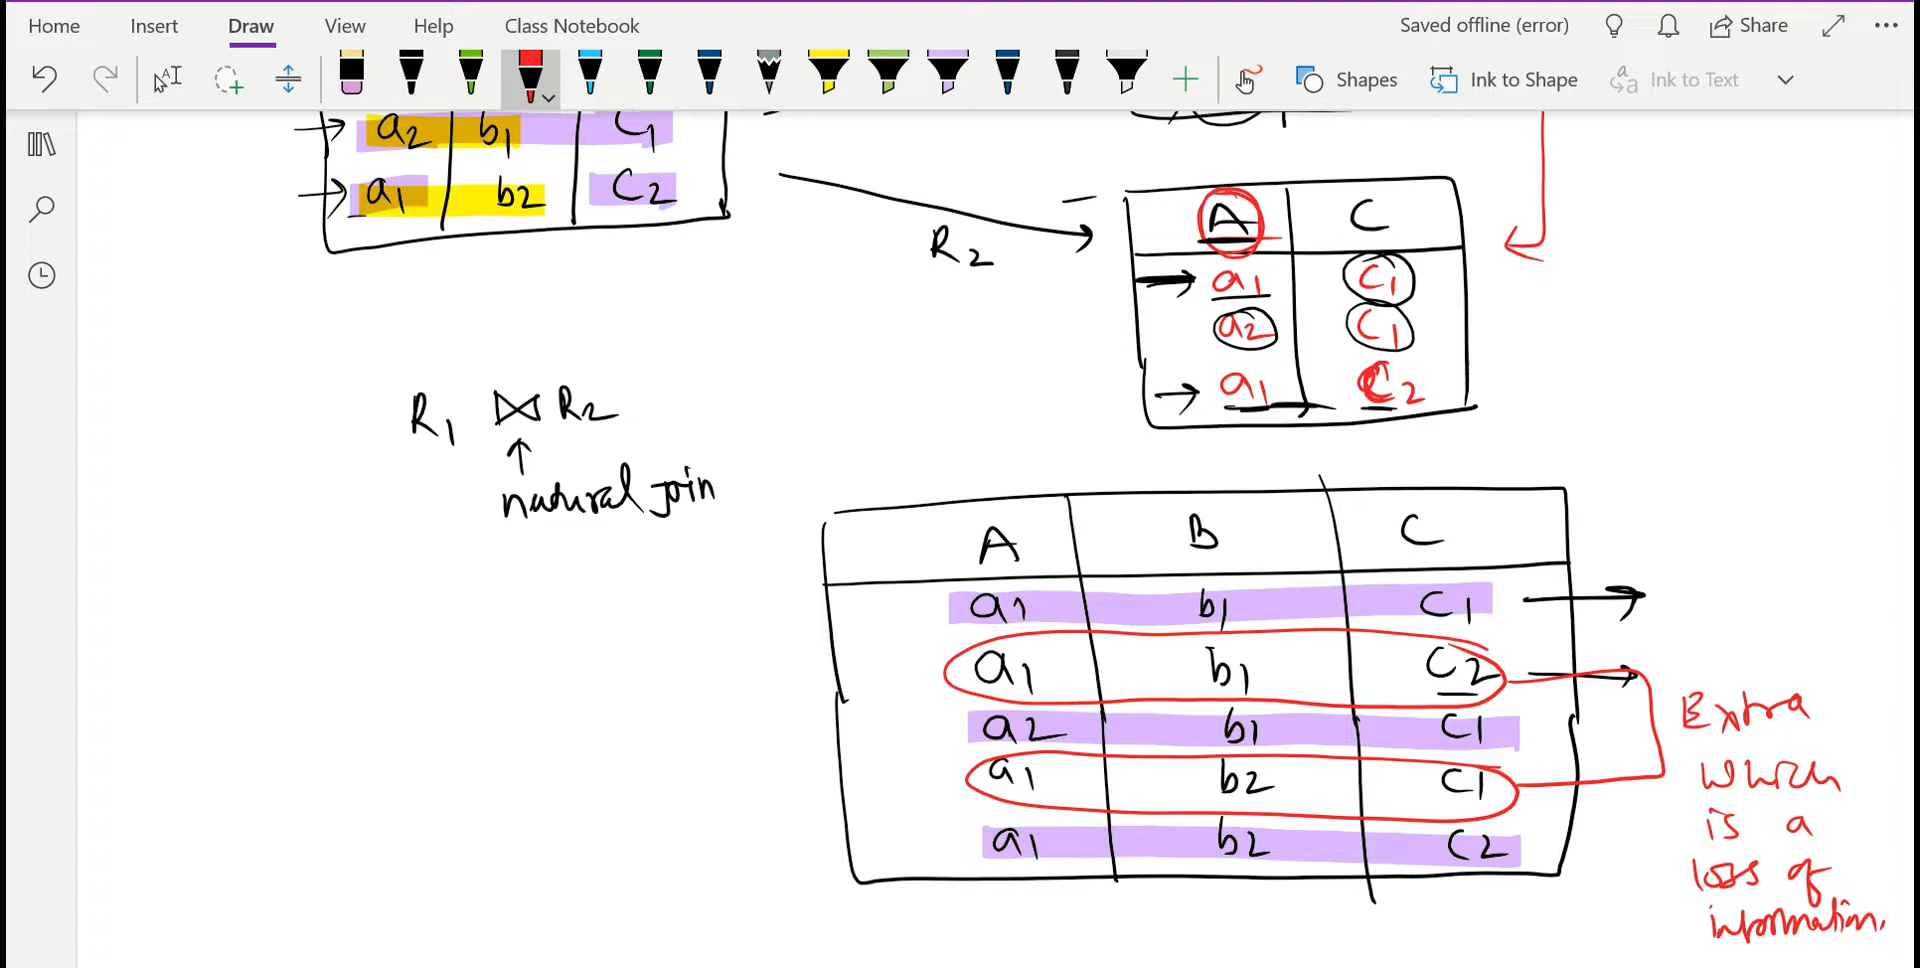 Home Insert Draw View Help Class Notebook Saved offline (error) Share
Shapes Ink to Shape Ink to Text
a2 b1 C1
a1 b2 C2
R2
A C
a1 C1
a2 C1
a1 C2
R1 ⋈ R2
↑
natural join
A B C
a1 b1 C1
a1 b1 C2
a2 b1 C1
a1 b2 C1
a1 b2 C2
Extra
which
is a
loss of
information.